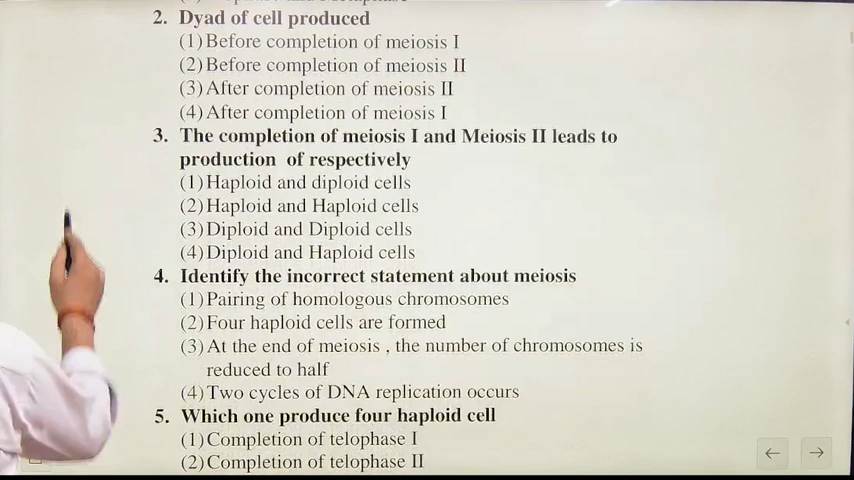 2. Dyad of cell produced
(1) Before completion of meiosis I
(2) Before completion of meiosis II
(3) After completion of meiosis II
(4) After completion of meiosis I
3. The completion of meiosis I and Meiosis II leads to
production of respectively
(1) Haploid and diploid cells
(2) Haploid and Haploid cells
(3) Diploid and Diploid cells
(4) Diploid and Haploid cells
4. Identify the incorrect statement about meiosis
(1) Pairing of homologous chromosomes
(2) Four haploid cells are formed
(3) At the end of meiosis , the number of chromosomes is
reduced to half
(4) Two cycles of DNA replication occurs
5. Which one produce four haploid cell
(1) Completion of telophase I
(2) Completion of telophase II